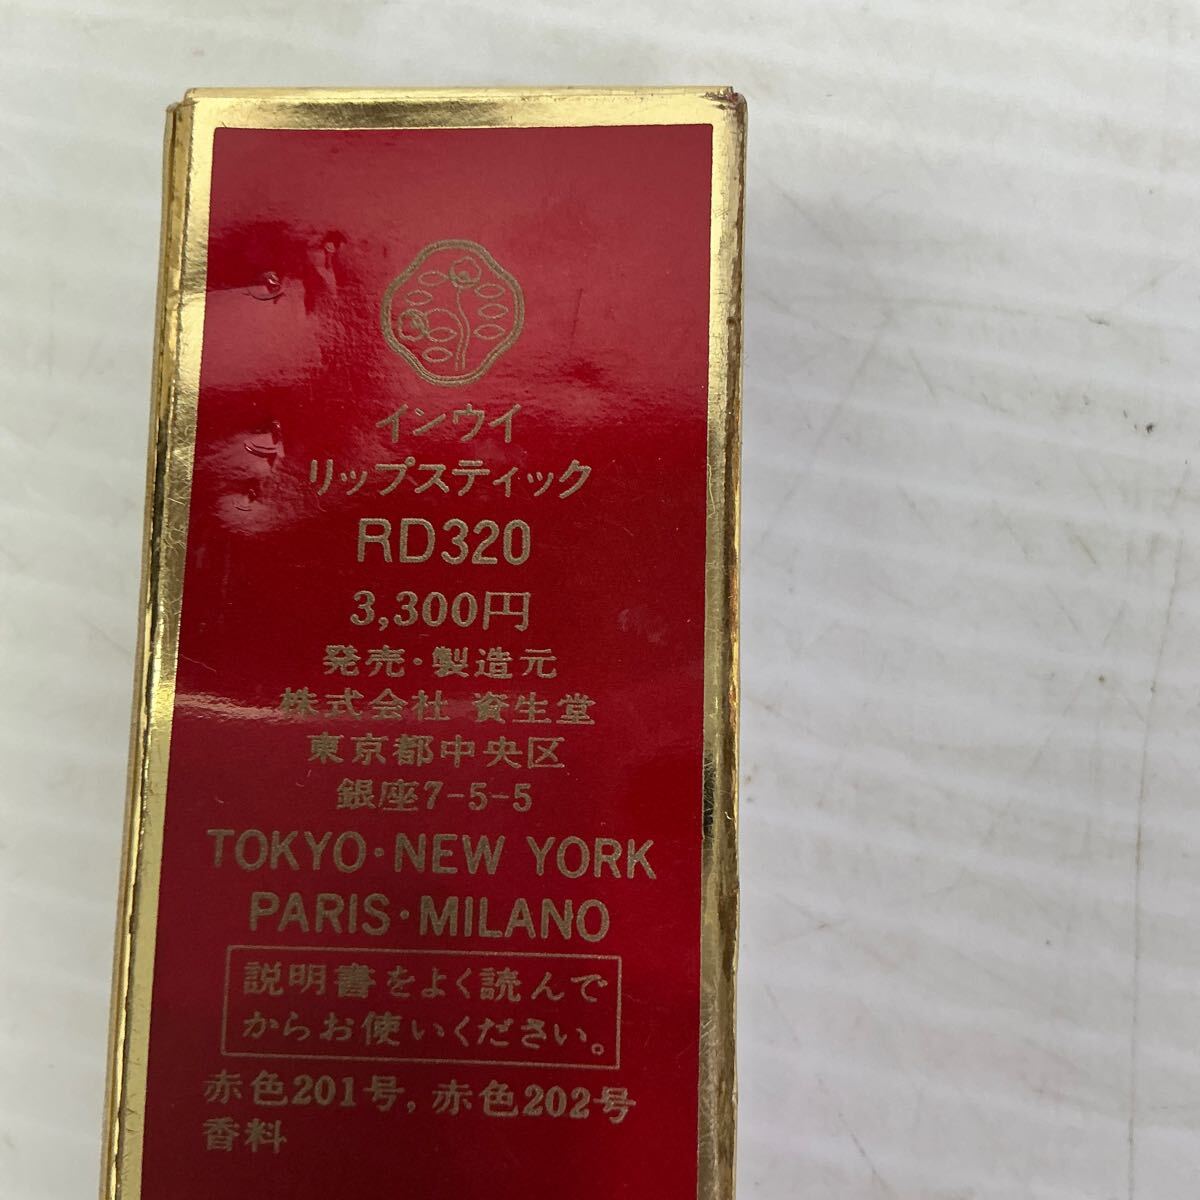 インウイ
リップスティック
RD320
3,300円
発売・製造元
株式会社 資生堂
東京都中央区
銀座7-5-5
TOKYO・NEW YORK
PARIS・MILANO
説明書をよく読んで
からお使いください。
赤色201号, 赤色202号
香料